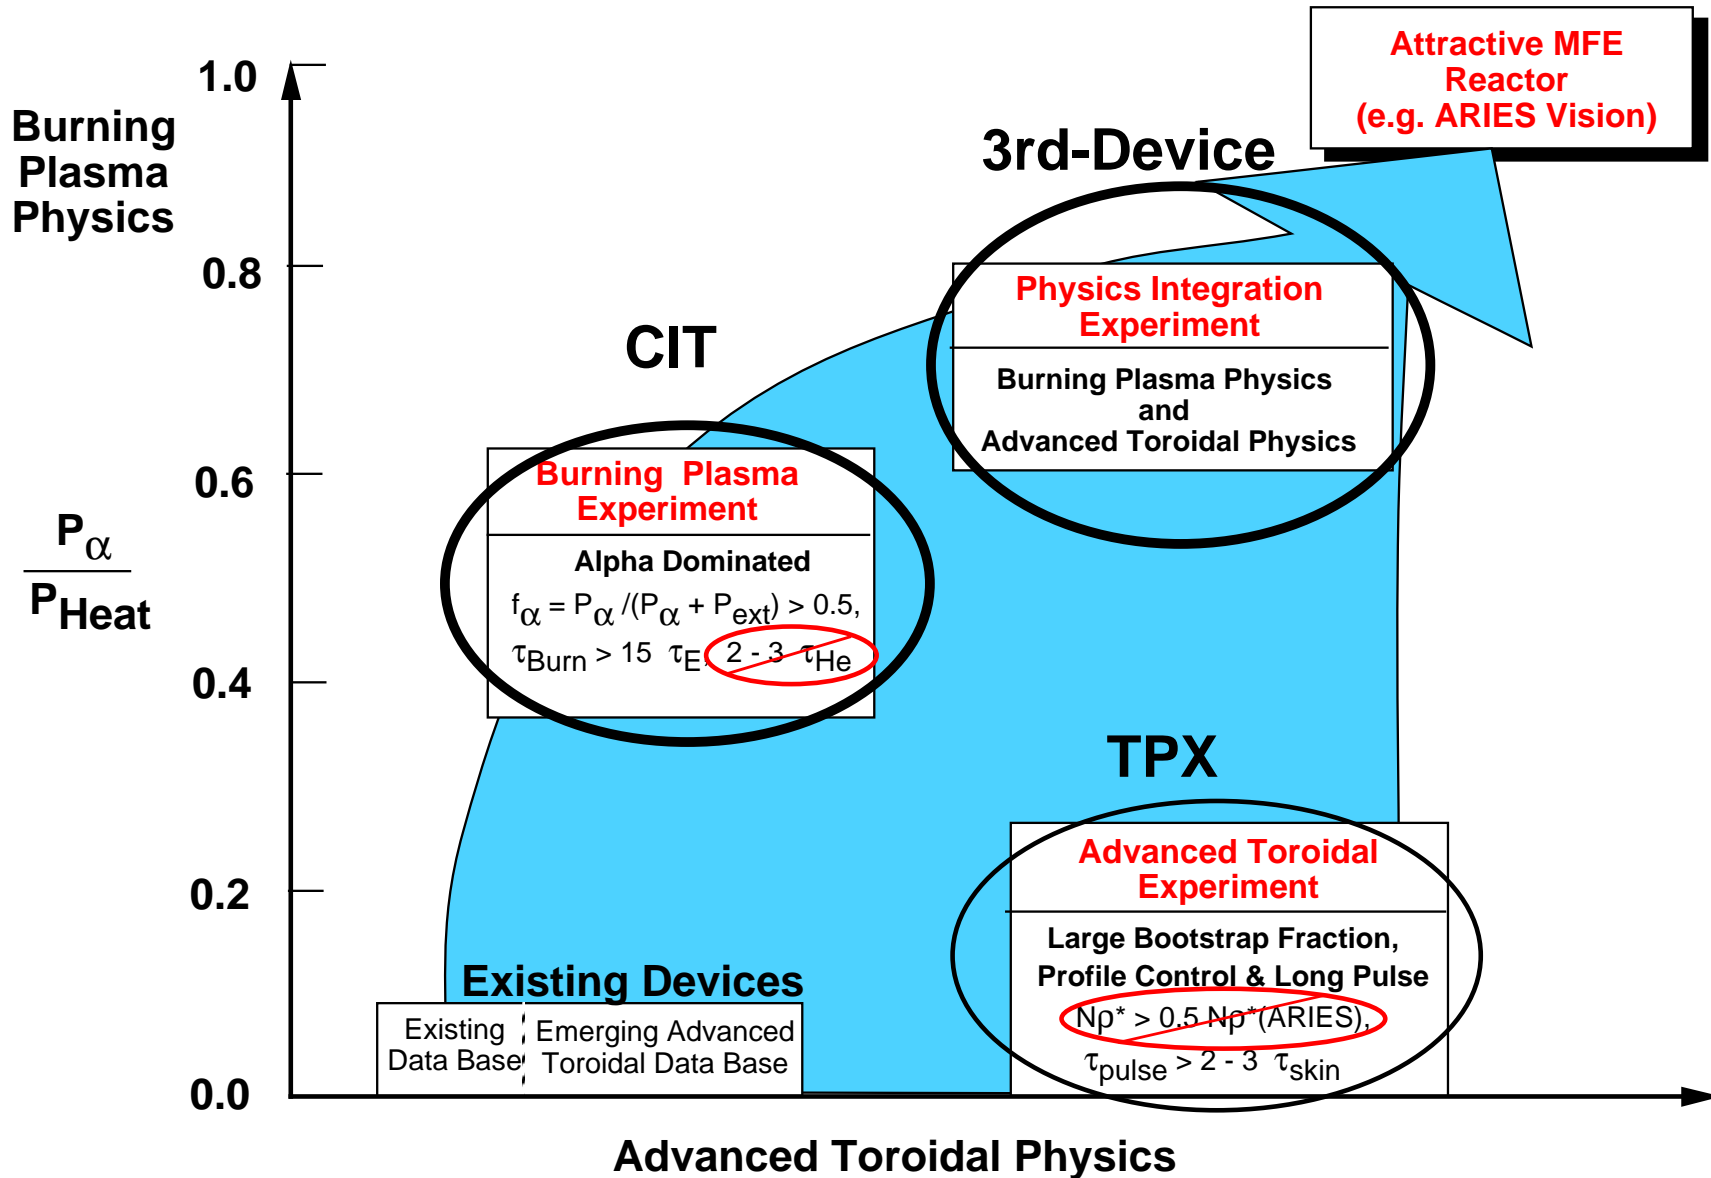 Attractive MFE
Reactor
(e.g. ARIES Vision)
1.0
Burning
Plasma
Physics
3rd-Device
0.8
Physics Integration
Experiment
Burning Plasma Physics
and
Advanced Toroidal Physics
CIT
0.6
Burning Plasma
Experiment
Alpha Dominated
fα = Pα /(Pα + Pext) > 0.5,
τBurn > 15 τE, 2 - 3 τHe
Pα
PHeat
0.4
TPX
0.2
Advanced Toroidal
Experiment
Large Bootstrap Fraction,
Profile Control & Long Pulse
Nρ* > 0.5 Nρ*(ARIES),
τpulse > 2 - 3 τskin
Existing Devices
Existing
Data Base
Emerging Advanced
Toroidal Data Base
0.0
Advanced Toroidal Physics